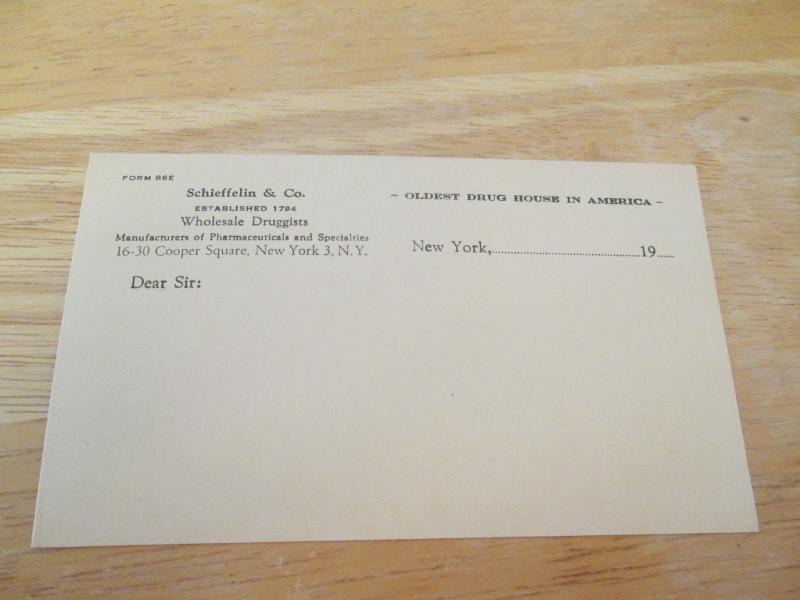 FORM 86E
Schieffelin & Co.
ESTABLISHED 1794
Wholesale Druggists
Manufacturers of Pharmaceuticals and Specialties
16-30 Cooper Square, New York 3, N.Y.
- OLDEST DRUG HOUSE IN AMERICA -
New York,..........................................19.....
Dear Sir: